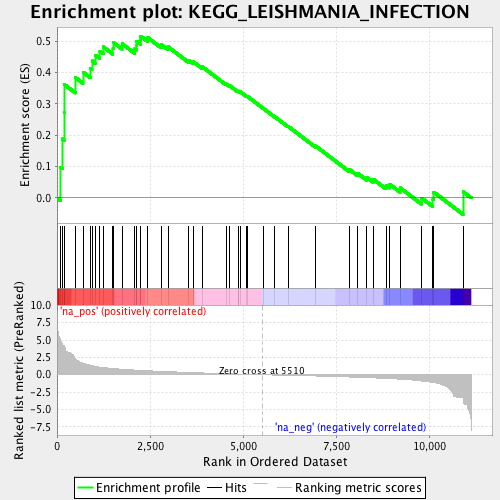 Enrichment plot: KEGG_LEISHMANIA_INFECTION
Enrichment score (ES)
0.5
0.4
0.3
0.2
0.1
0.0
Ranked list metric (PreRanked)
10.0
7.5
5.0
2.5
0.0
-2.5
-5.0
-7.5
'na_pos' (positively correlated)
Zero cross at 5510
'na_neg' (negatively correlated)
0 2,500 5,000 7,500 10,000
Rank in Ordered Dataset
Enrichment profile Hits Ranking metric scores